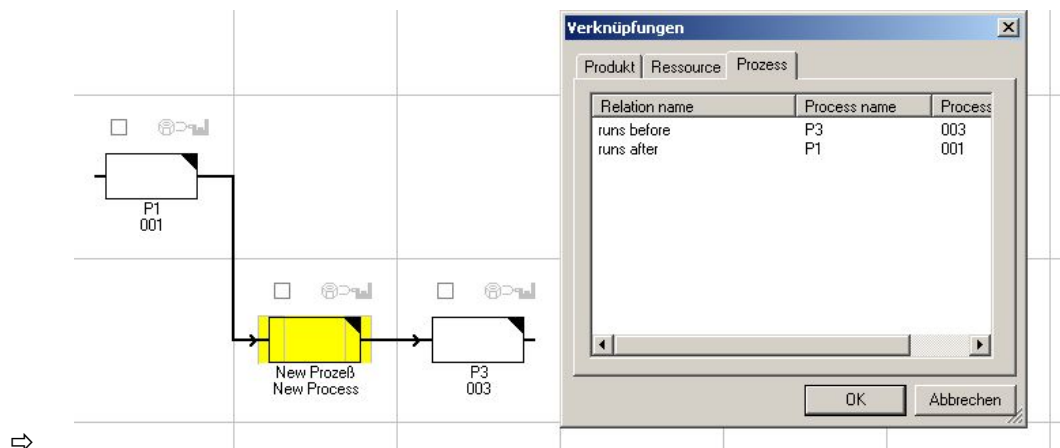 P1
001
New Prozeß
New Process
P3
003
Verknüpfungen
Produkt Ressource Prozess
Relation name Process name Process
runs before P3 003
runs after P1 001
OK Abbrechen